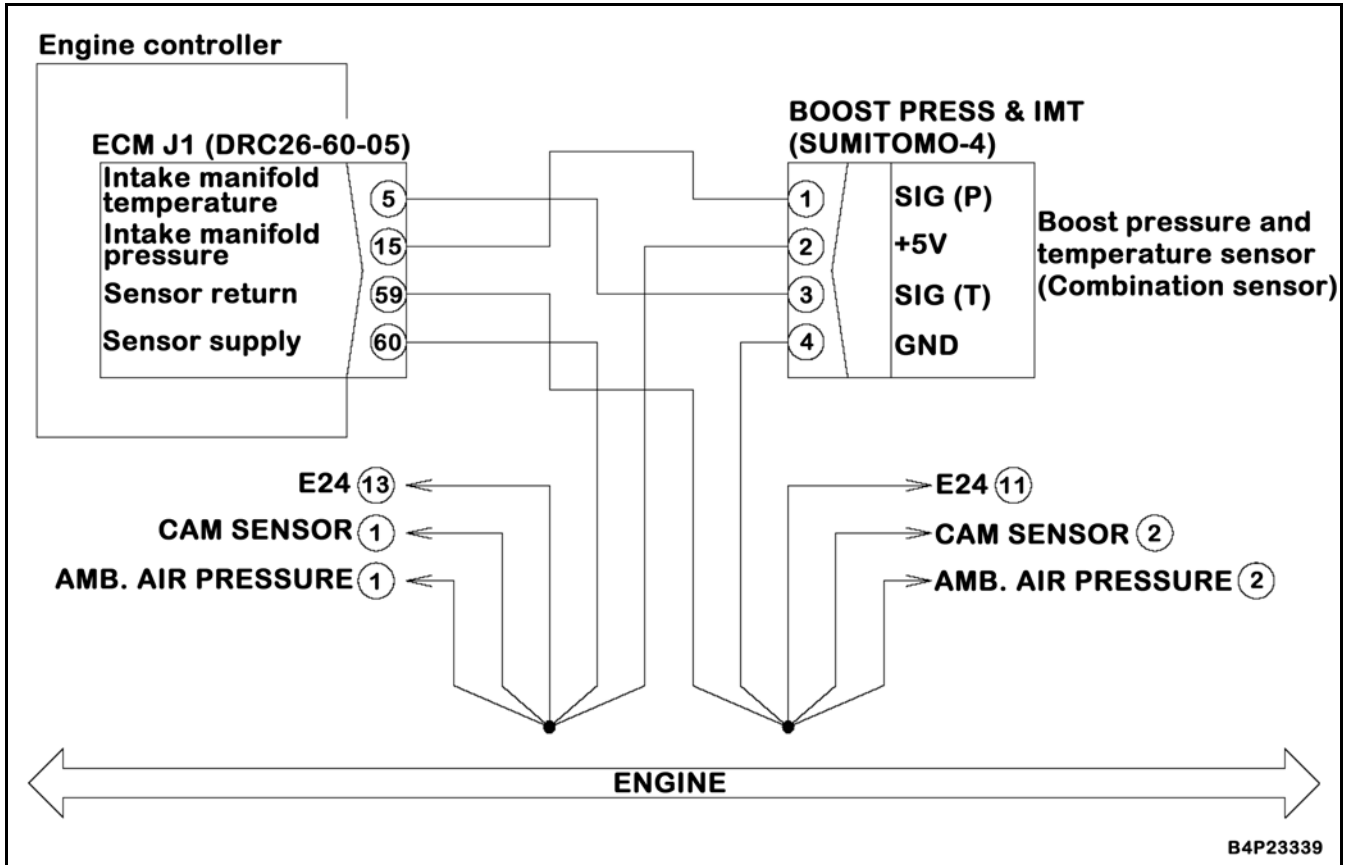 Engine controller
ECM J1 (DRC26-60-05)
Intake manifold
temperature
5
Intake manifold
pressure
15
Sensor return
59
Sensor supply
60
BOOST PRESS & IMT
(SUMITOMO-4)
1
SIG (P)
2
+5V
3
SIG (T)
4
GND
Boost pressure and
temperature sensor
(Combination sensor)
E24 13
CAM SENSOR 1
AMB. AIR PRESSURE 1
E24 11
CAM SENSOR 2
AMB. AIR PRESSURE 2
ENGINE
B4P23339